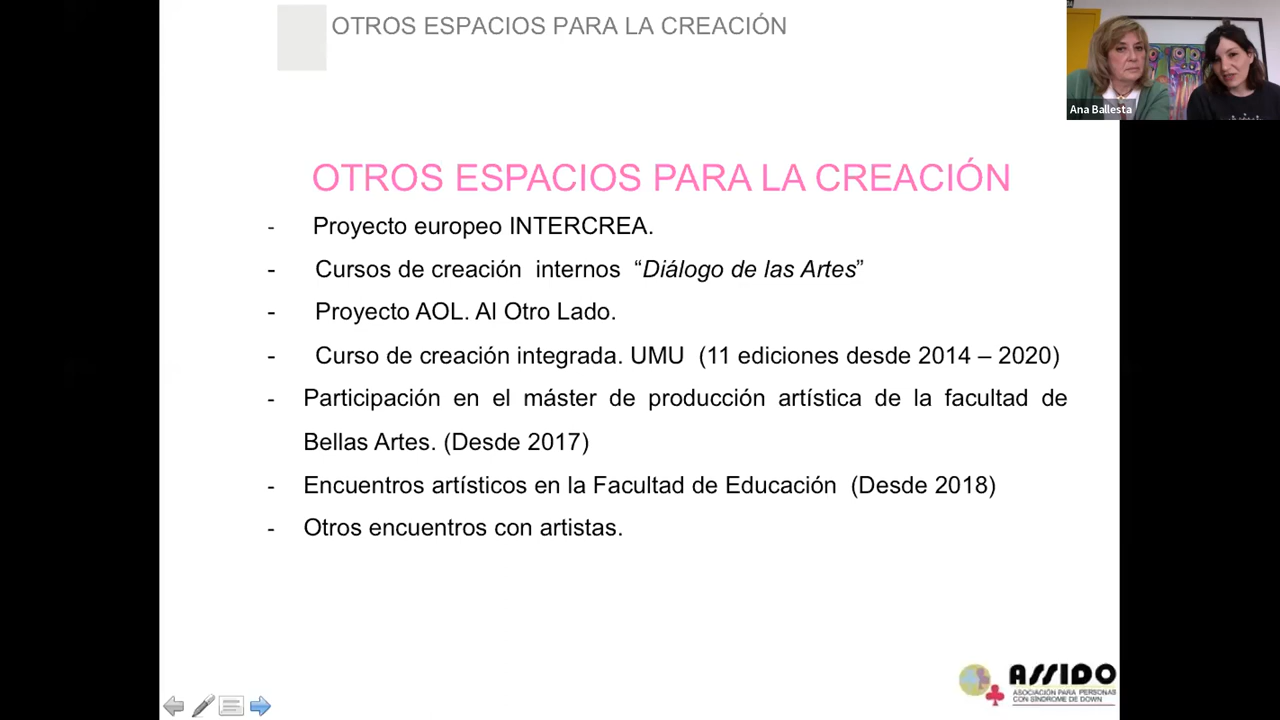 OTROS ESPACIOS PARA LA CREACIÓN
Ana Ballesta
OTROS ESPACIOS PARA LA CREACIÓN
- Proyecto europeo INTERCREA.
- Cursos de creación internos “Diálogo de las Artes”
- Proyecto AOL. Al Otro Lado.
- Curso de creación integrada. UMU (11 ediciones desde 2014 – 2020)
- Participación en el máster de producción artística de la facultad de
Bellas Artes. (Desde 2017)
- Encuentros artísticos en la Facultad de Educación (Desde 2018)
- Otros encuentros con artistas.
ASSIDO
ASOCIACIÓN PARA PERSONAS
CON SÍNDROME DE DOWN